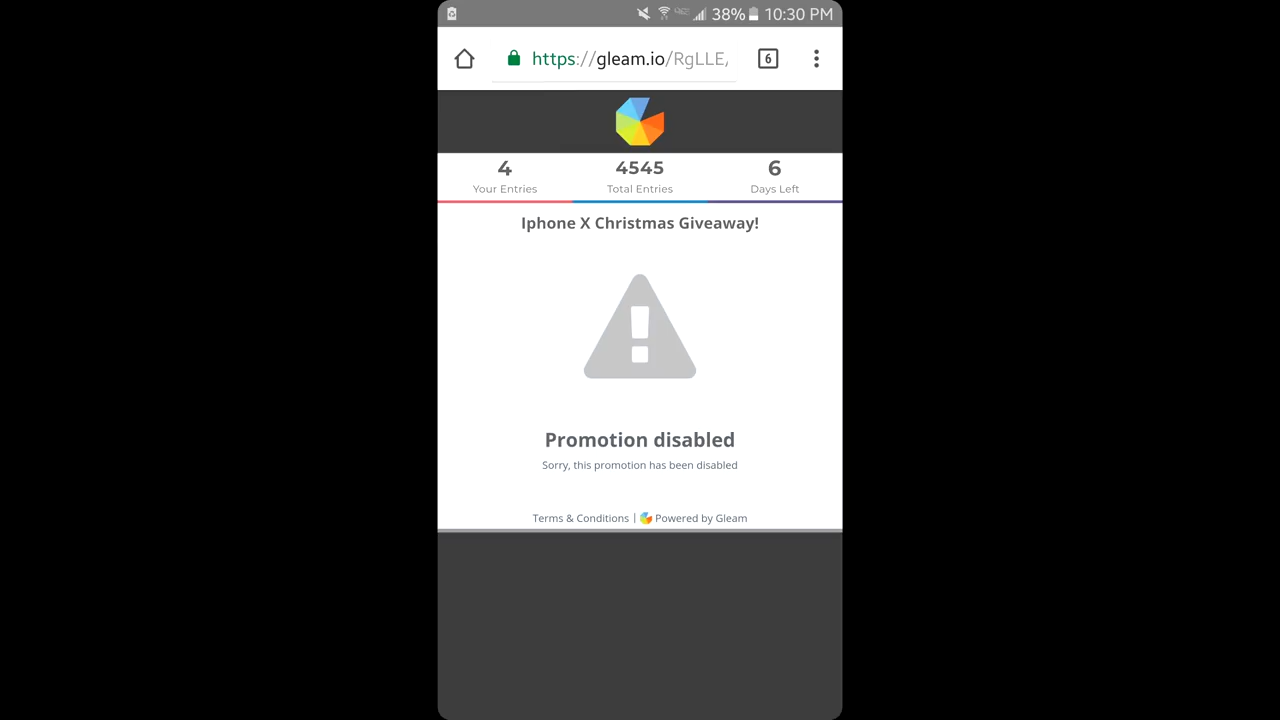 38% 10:30 PM
https://gleam.io/RgLLE, 6
4 4545 6
Your Entries Total Entries Days Left
Iphone X Christmas Giveaway!
Promotion disabled
Sorry, this promotion has been disabled
Terms & Conditions | Powered by Gleam